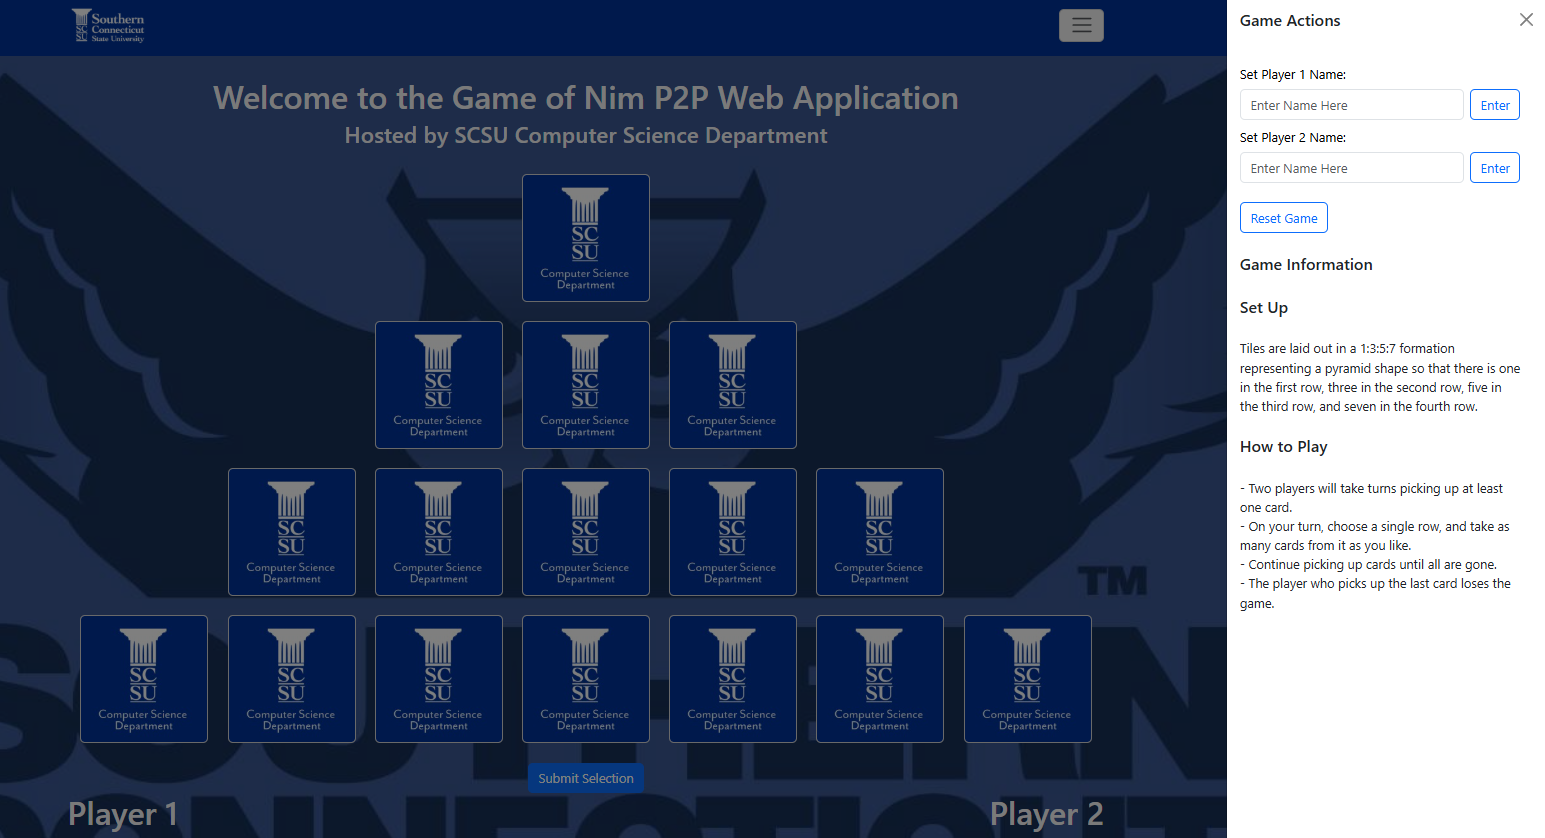 Southern
Connecticut
State University
SC
SU
Welcome to the Game of Nim P2P Web Application
Hosted by SCSU Computer Science Department
SC
SU
Computer Science
Department
SC
SU
Computer Science
Department
SC
SU
Computer Science
Department
SC
SU
Computer Science
Department
SC
SU
Computer Science
Department
SC
SU
Computer Science
Department
SC
SU
Computer Science
Department
SC
SU
Computer Science
Department
SC
SU
Computer Science
Department
TM
SC
SU
Computer Science
Department
SC
SU
Computer Science
Department
SC
SU
Computer Science
Department
SC
SU
Computer Science
Department
SC
SU
Computer Science
Department
SC
SU
Computer Science
Department
SC
SU
Computer Science
Department
SOUTHERN
Submit Selection
Player 1
Player 2
Game Actions
Set Player 1 Name:
Enter Name Here
Enter
Set Player 2 Name:
Enter Name Here
Enter
Reset Game
Game Information
Set Up
Tiles are laid out in a 1:3:5:7 formation
representing a pyramid shape so that there is one
in the first row, three in the second row, five in
the third row, and seven in the fourth row.
How to Play
- Two players will take turns picking up at least
one card.
- On your turn, choose a single row, and take as
many cards from it as you like.
- Continue picking up cards until all are gone.
- The player who picks up the last card loses the
game.